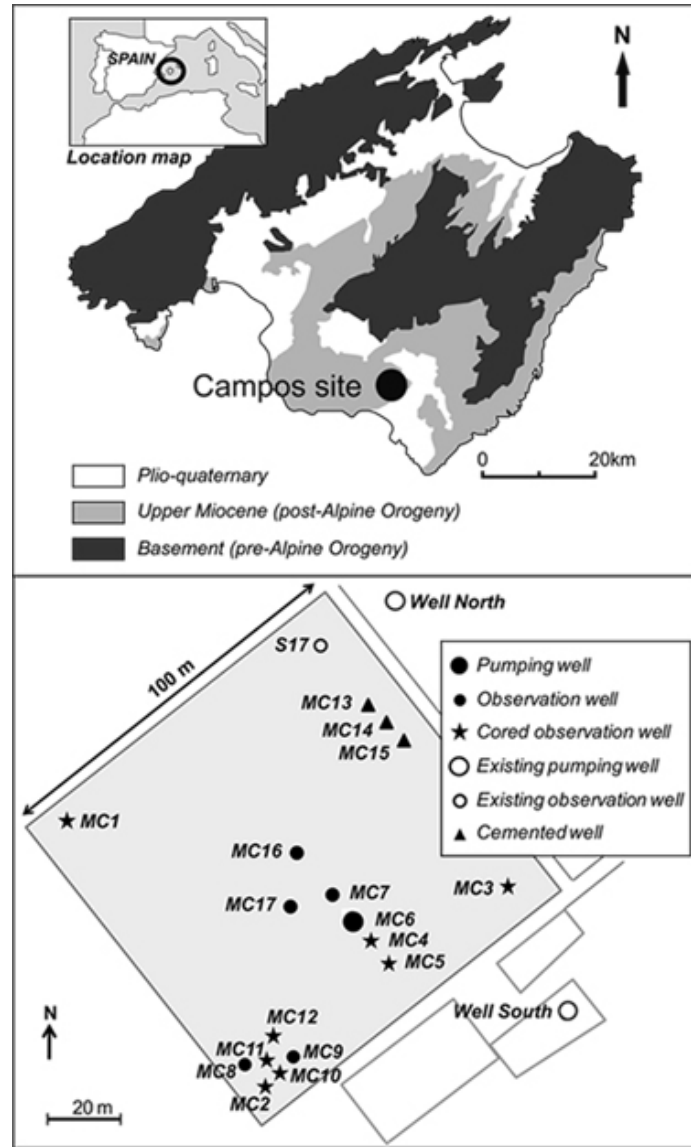 SPAIN
N
Location map
Campos site
0 20km
Plio-quaternary
Upper Miocene (post-Alpine Orogeny)
Basement (pre-Alpine Orogeny)
Well North
100 m
S17
Pumping well
Observation well
Cored observation well
Existing pumping well
Existing observation well
Cemented well
MC13
MC14
MC15
MC1
MC16
MC7
MC3
MC17
MC6
MC4
MC5
MC12
Well South
N
MC11
MC9
MC8
MC10
MC2
20 m